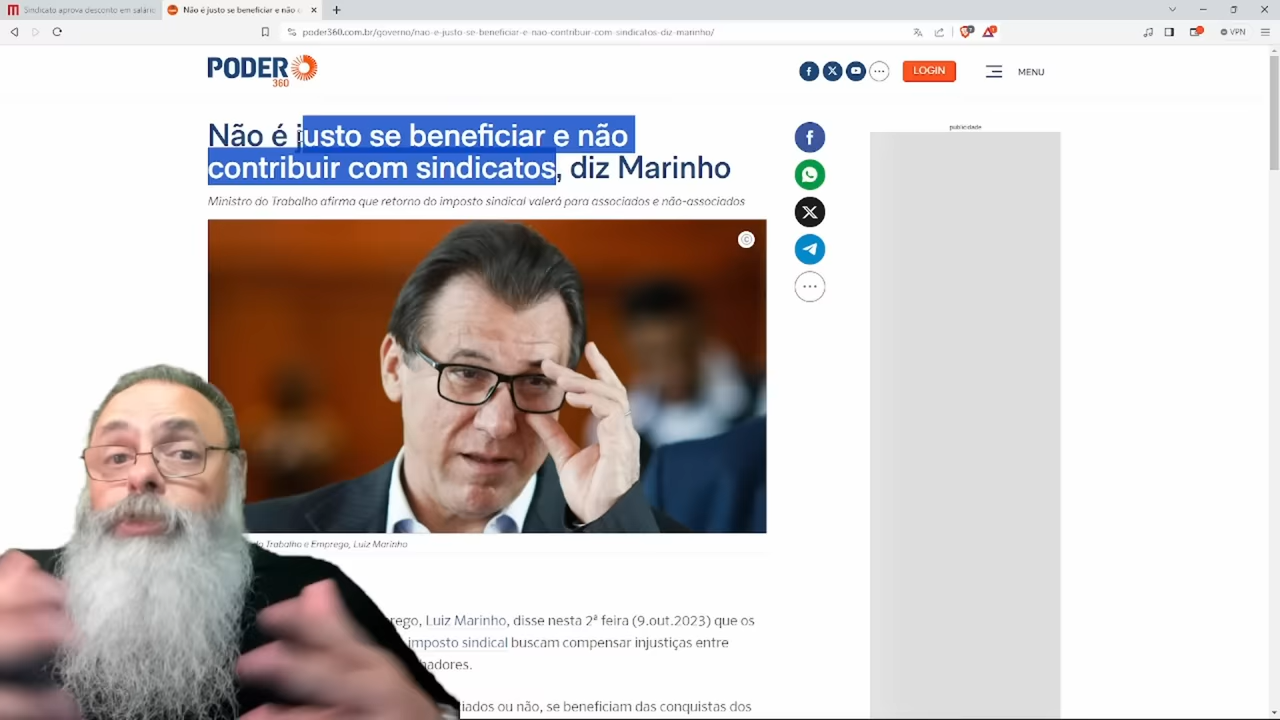 Sindicato aprova desconto em salário
Não é justo se beneficiar e não c
poder360.com.br/governo/nao-e-justo-se-beneficiar-e-nao-contribuir-com-sindicatos-diz-marinho/
VPN
PODER
360
LOGIN
MENU
Não é justo se beneficiar e não
contribuir com sindicatos, diz Marinho
Ministro do Trabalho afirma que retorno do imposto sindical valerá para associados e não-associados
publicidade
do Trabalho e Emprego, Luiz Marinho
rego, Luiz Marinho, disse nesta 2ª feira (9.out.2023) que os
imposto sindical buscam compensar injustiças entre
hadores.
iados ou não, se beneficiam das conquistas dos